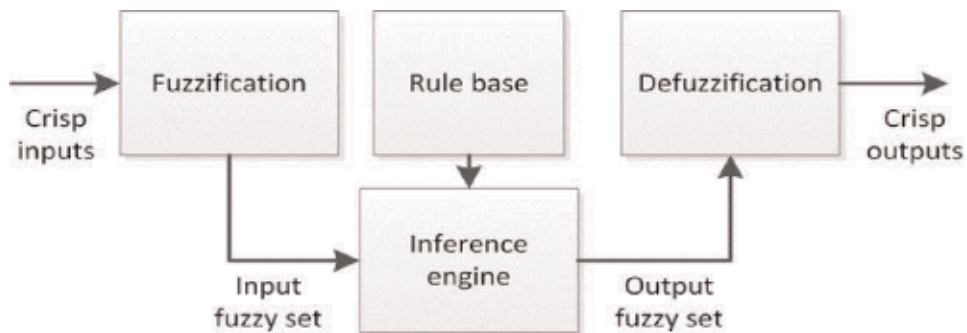 Fuzzification
Rule base
Defuzzification
Crisp
inputs
Crisp
outputs
Inference
engine
Input
fuzzy set
Output
fuzzy set